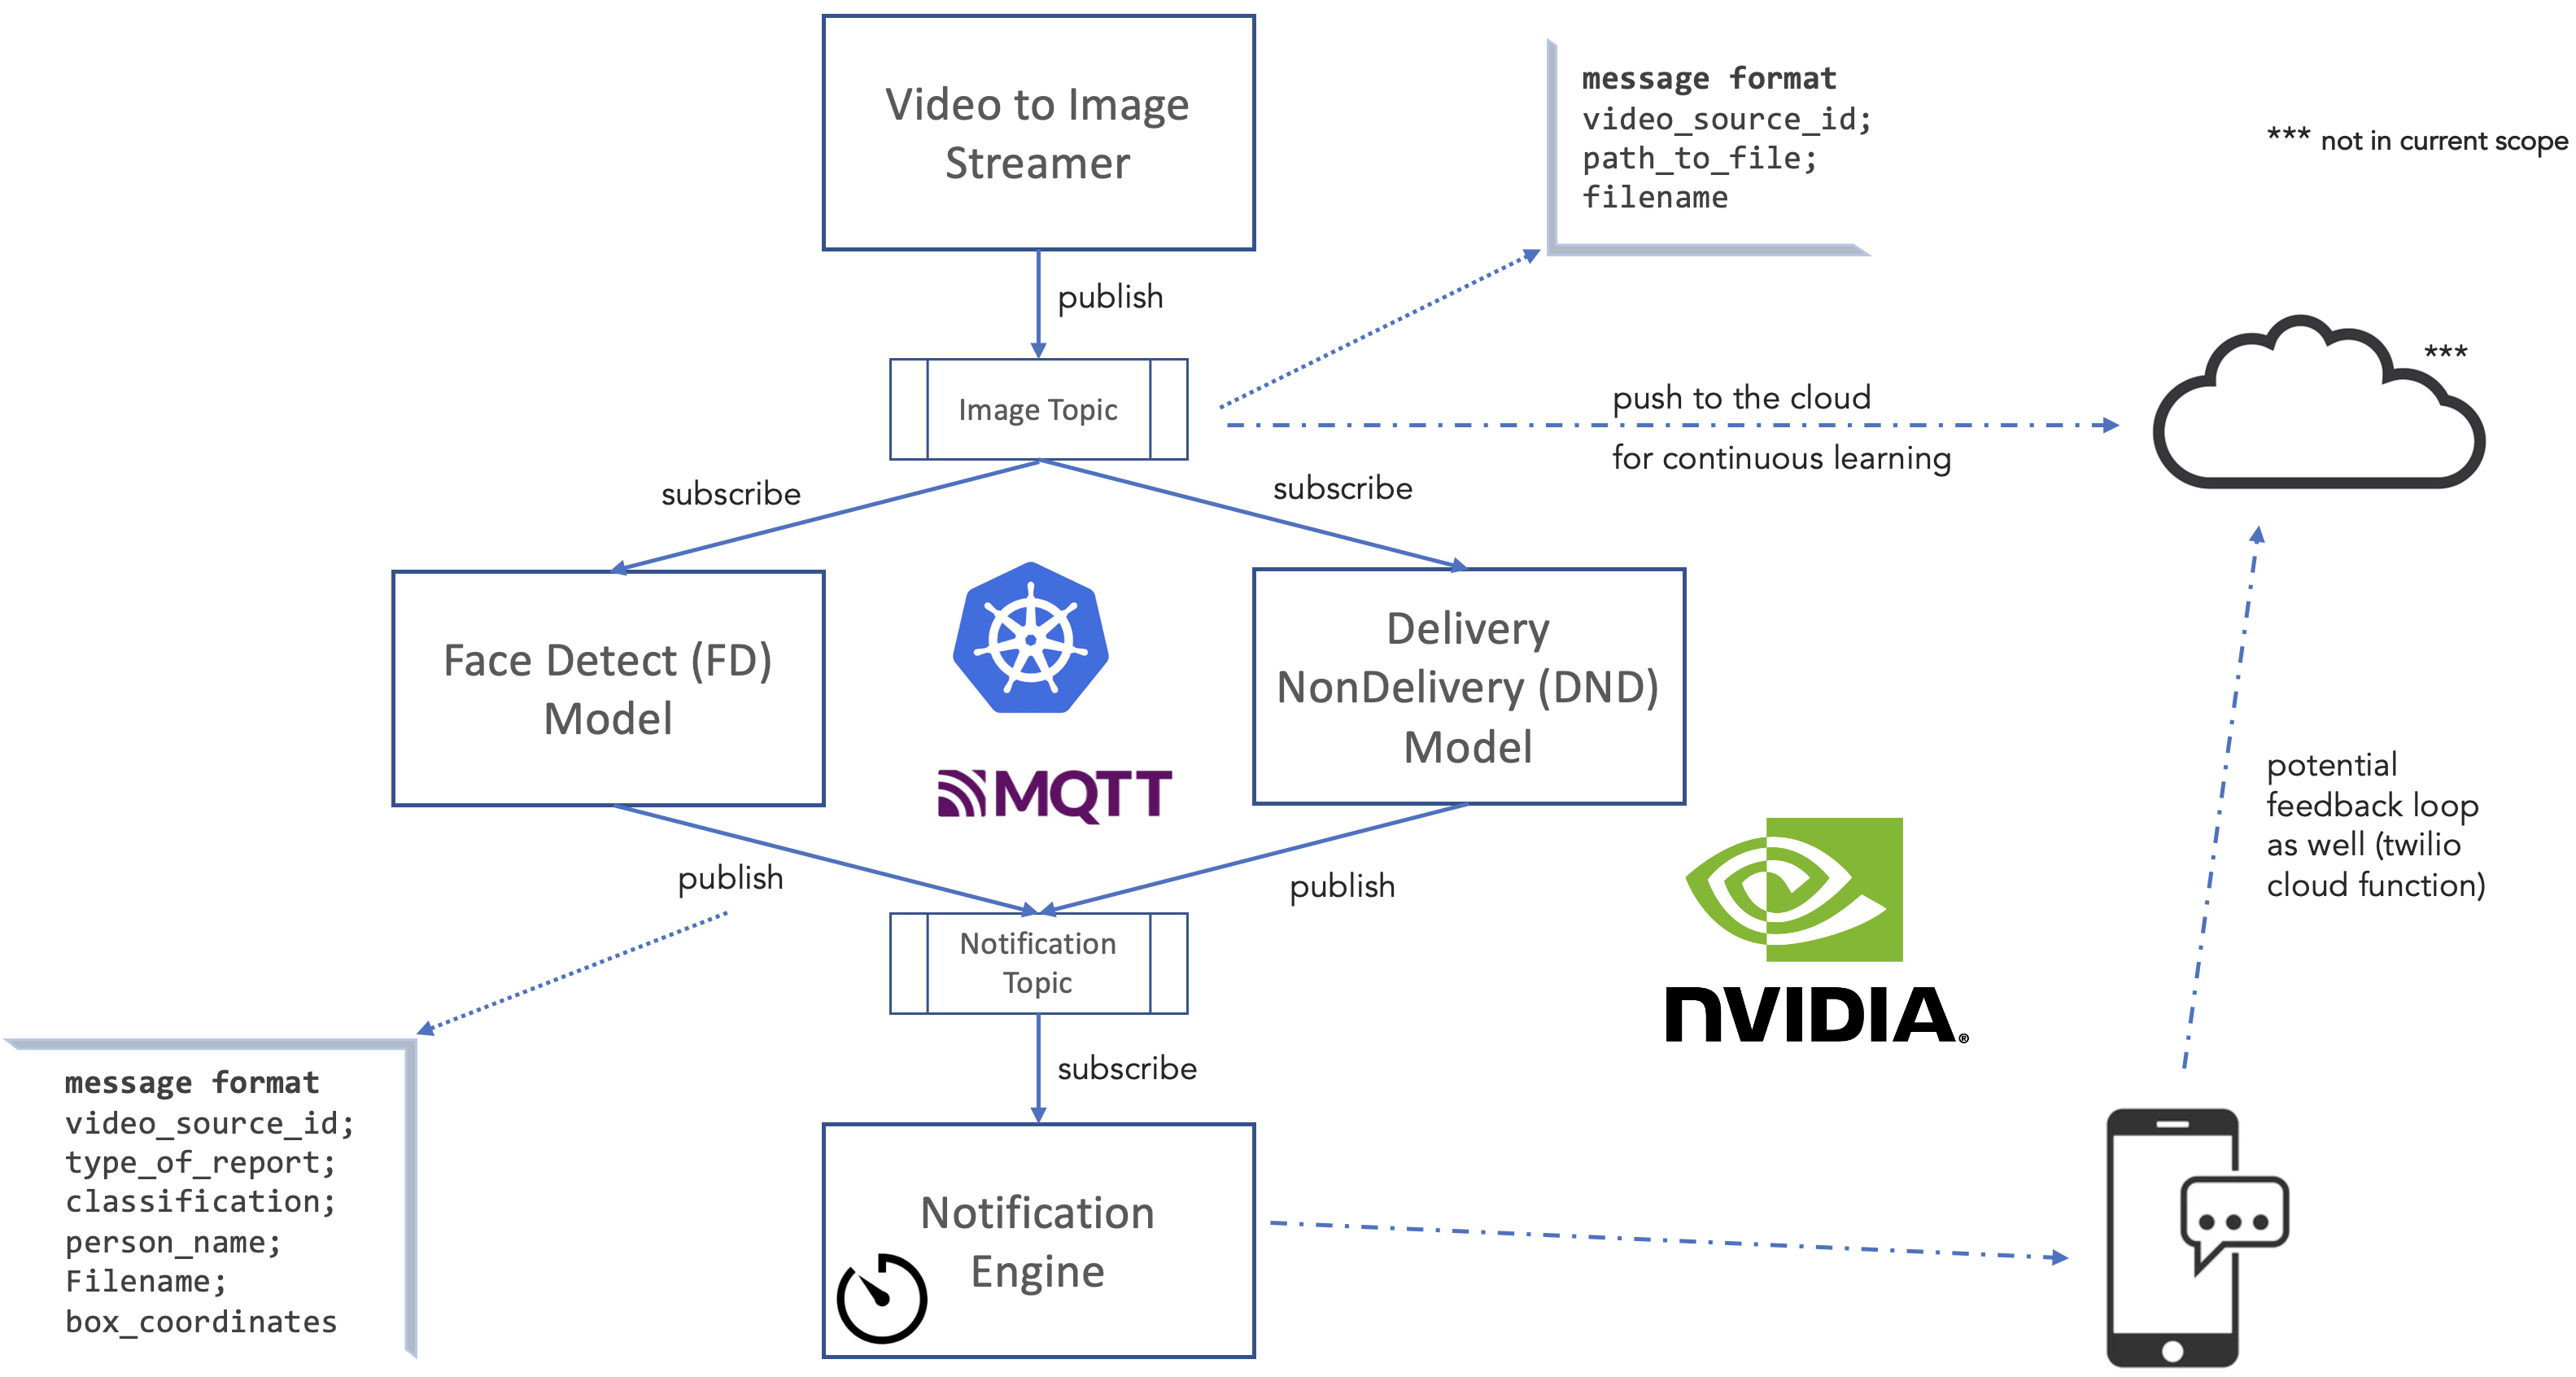 Video to Image
Streamer
message format
video_source_id;
path_to_file;
filename
*** not in current scope
publish
Image Topic
***
push to the cloud
for continuous learning
subscribe
subscribe
Face Detect (FD)
Model
Delivery
NonDelivery (DND)
Model
MQTT
potential
feedback loop
as well (twilio
cloud function)
publish
publish
Notification
Topic
NVIDIA®
subscribe
message format
video_source_id;
type_of_report;
classification;
person_name;
Filename;
box_coordinates
Notification
Engine